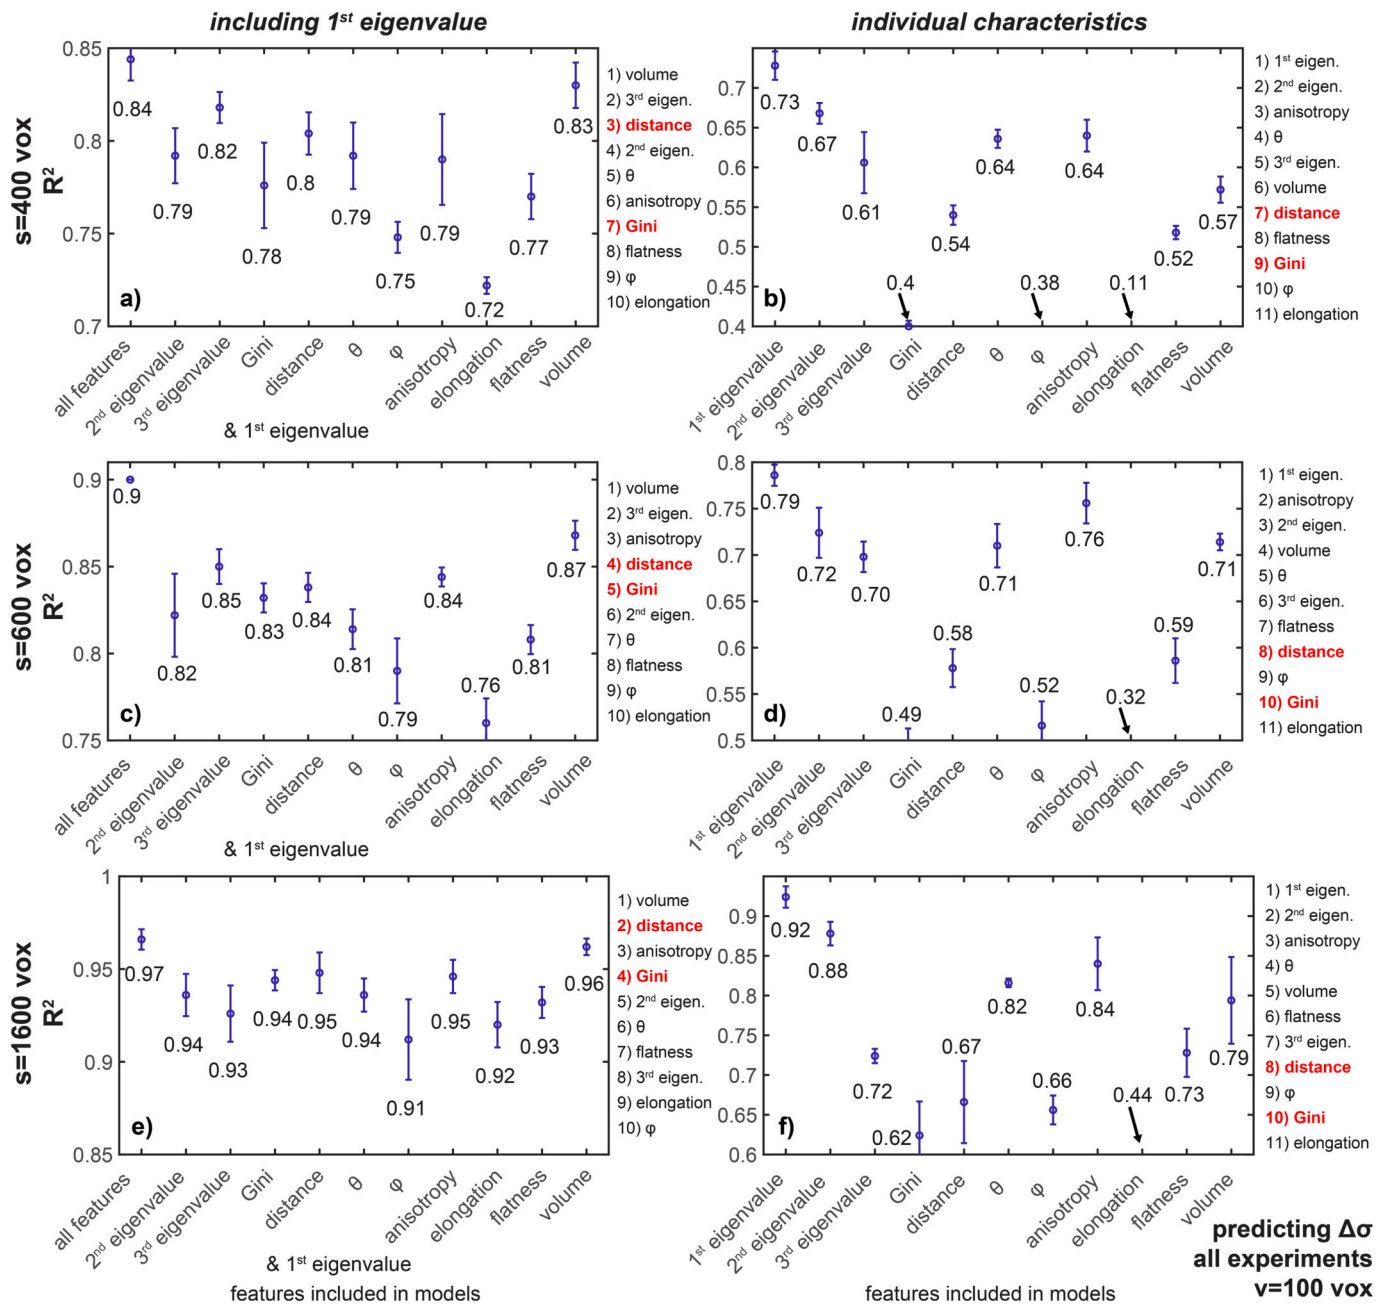 including 1st eigenvalue
individual characteristics
s=400 vox
R2
0.85
0.8
0.75
0.7
0.84
0.79
0.82
0.78
0.8
0.79
0.75
0.79
0.72
0.77
0.83
a)
1) volume
2) 3rd eigen.
3) distance
4) 2nd eigen.
5) θ
6) anisotropy
7) Gini
8) flatness
9) φ
10) elongation
all features
2nd eigenvalue
3rd eigenvalue
Gini
distance
θ
φ
anisotropy
elongation
flatness
volume
& 1st eigenvalue
0.7
0.65
0.6
0.55
0.5
0.45
0.4
0.73
0.67
0.61
0.4
0.54
0.64
0.38
0.64
0.11
0.52
0.57
b)
1) 1st eigen.
2) 2nd eigen.
3) anisotropy
4) θ
5) 3rd eigen.
6) volume
7) distance
8) flatness
9) Gini
10) φ
11) elongation
1st eigenvalue
2nd eigenvalue
3rd eigenvalue
Gini
distance
θ
φ
anisotropy
elongation
flatness
volume
s=600 vox
R2
0.9
0.85
0.8
0.75
0.9
0.82
0.85
0.83
0.84
0.81
0.79
0.84
0.76
0.81
0.87
c)
1) volume
2) 3rd eigen.
3) anisotropy
4) distance
5) Gini
6) 2nd eigen.
7) θ
8) flatness
9) φ
10) elongation
all features
2nd eigenvalue
3rd eigenvalue
Gini
distance
θ
φ
anisotropy
elongation
flatness
volume
& 1st eigenvalue
0.8
0.75
0.7
0.65
0.6
0.55
0.5
0.79
0.72
0.70
0.49
0.58
0.71
0.52
0.76
0.32
0.59
0.71
d)
1) 1st eigen.
2) anisotropy
3) 2nd eigen.
4) volume
5) θ
6) 3rd eigen.
7) flatness
8) distance
9) φ
10) Gini
11) elongation
1st eigenvalue
2nd eigenvalue
3rd eigenvalue
Gini
distance
θ
φ
anisotropy
elongation
flatness
volume
s=1600 vox
R2
1
0.95
0.9
0.85
0.97
0.94
0.93
0.94
0.95
0.94
0.91
0.95
0.92
0.93
0.96
e)
1) volume
2) distance
3) anisotropy
4) Gini
5) 2nd eigen.
6) θ
7) flatness
8) 3rd eigen.
9) elongation
10) φ
all features
2nd eigenvalue
3rd eigenvalue
Gini
distance
θ
φ
anisotropy
elongation
flatness
volume
& 1st eigenvalue
features included in models
0.9
0.85
0.8
0.75
0.7
0.65
0.6
0.92
0.88
0.72
0.62
0.67
0.82
0.66
0.84
0.44
0.73
0.79
f)
1) 1st eigen.
2) 2nd eigen.
3) anisotropy
4) θ
5) volume
6) flatness
7) 3rd eigen.
8) distance
9) φ
10) Gini
11) elongation
1st eigenvalue
2nd eigenvalue
3rd eigenvalue
Gini
distance
θ
φ
anisotropy
elongation
flatness
volume
features included in models
predicting Δσ
all experiments
v=100 vox